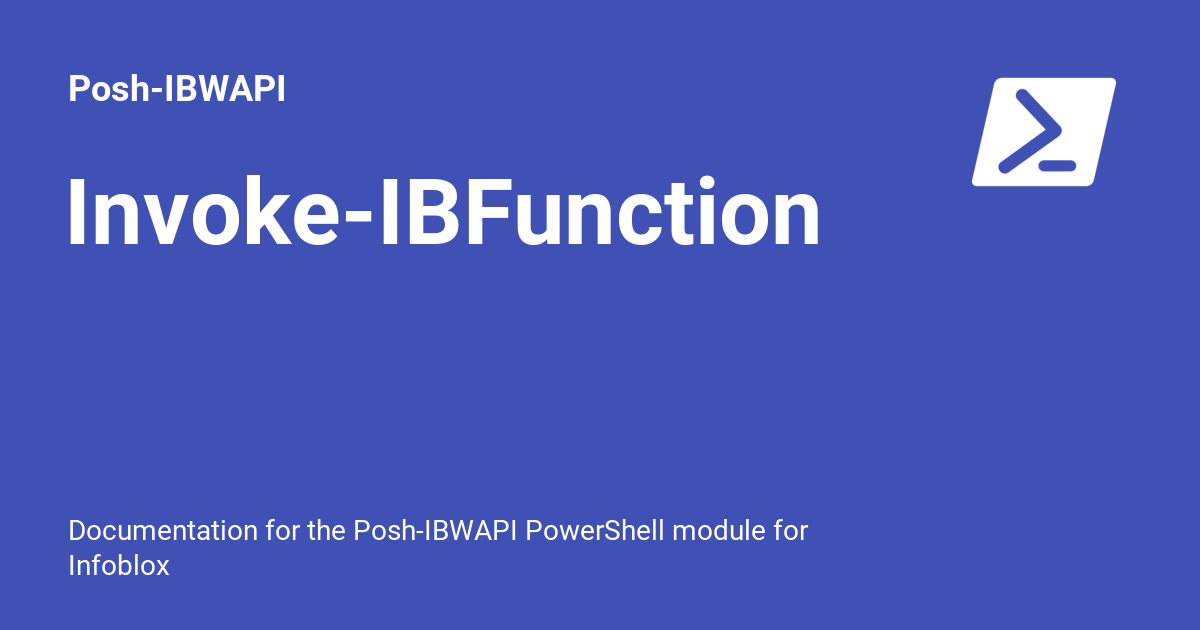 Posh-IBWAPI
Invoke-IBFunction
Documentation for the Posh-IBWAPI PowerShell module for
Infoblox